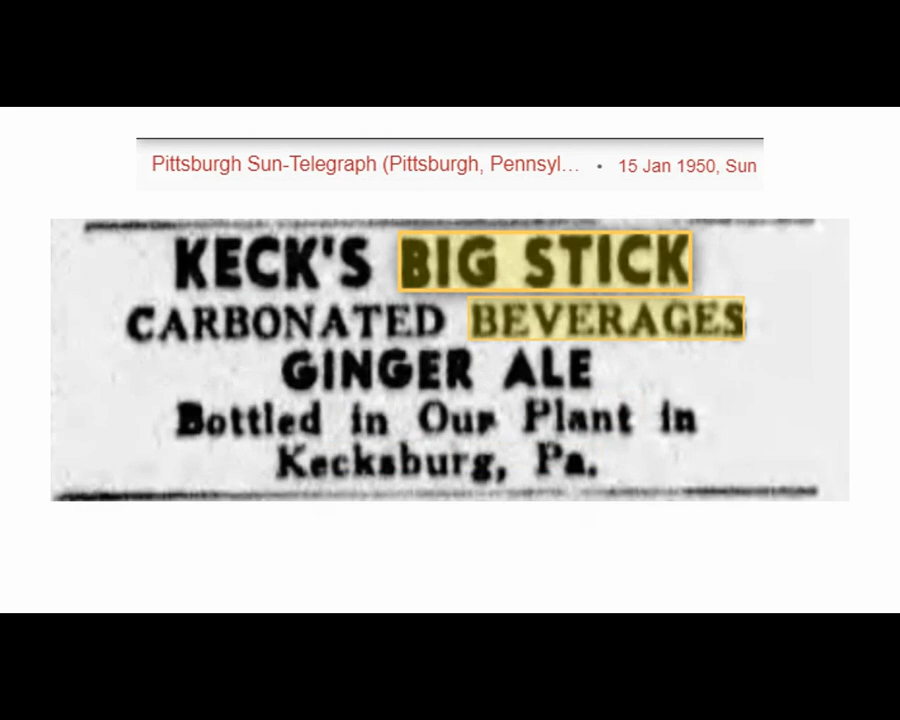 Pittsburgh Sun-Telegraph (Pittsburgh, Pennsyl... • 15 Jan 1950, Sun
KECK'S BIG STICK
CARBONATED BEVERAGES
GINGER ALE
Bottled in Our Plant in
Kecksburg, Pa.